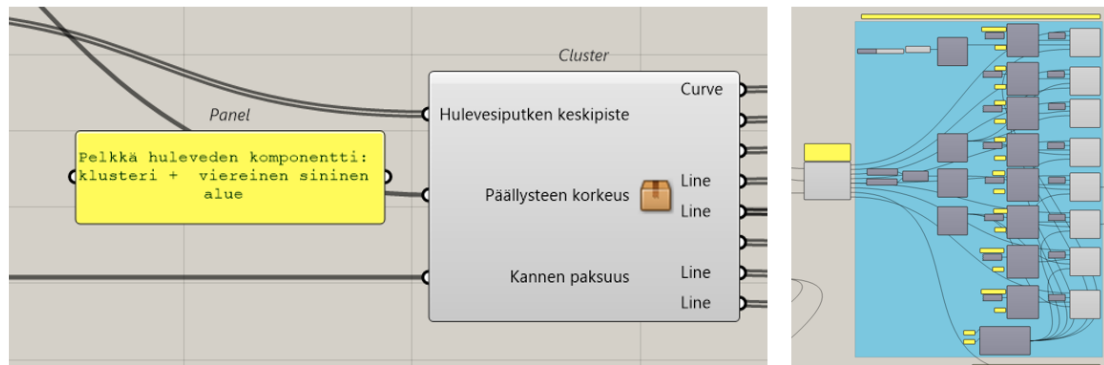 Cluster
Panel
Pelkkä huleveden komponentti:
klusteri + viereinen sininen
alue
Hulevesiputken keskipiste
Päällysteen korkeus
Kannen paksuus
Curve
Line
Line
Line
Line